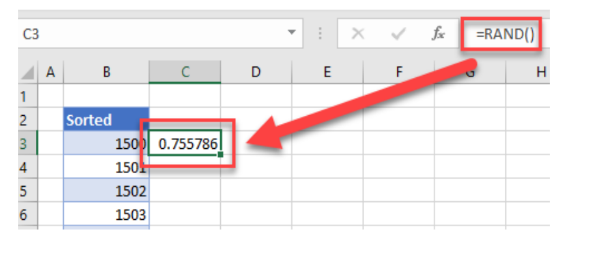 C3 fx =RAND()
A B C D E F G H
1
2 Sorted
3 1500 0.755786
4 1501
5 1502
6 1503